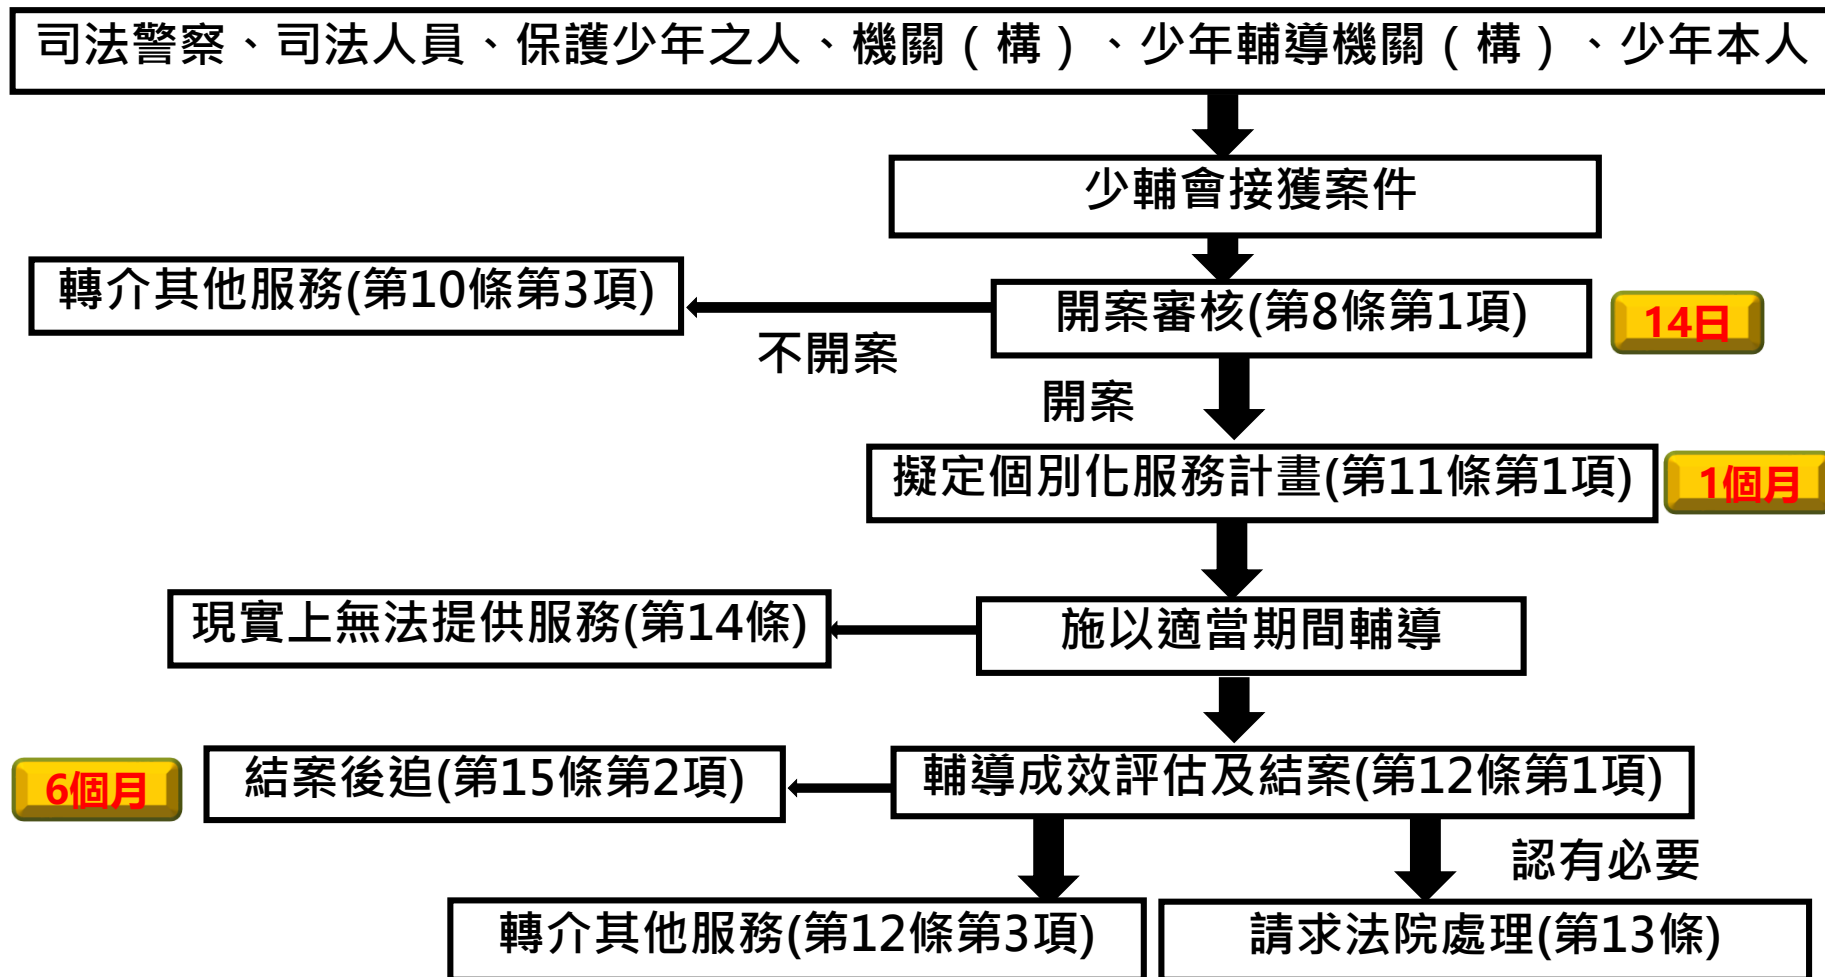 司法警察、司法人員、保護少年之人、機關（構）、少年輔導機關（構）、少年本人
少輔會接獲案件
轉介其他服務(第10條第3項)
開案審核(第8條第1項)
14日
不開案
開案
擬定個別化服務計畫(第11條第1項)
1個月
現實上無法提供服務(第14條)
施以適當期間輔導
6個月
結案後追(第15條第2項)
輔導成效評估及結案(第12條第1項)
認有必要
轉介其他服務(第12條第3項)
請求法院處理(第13條)